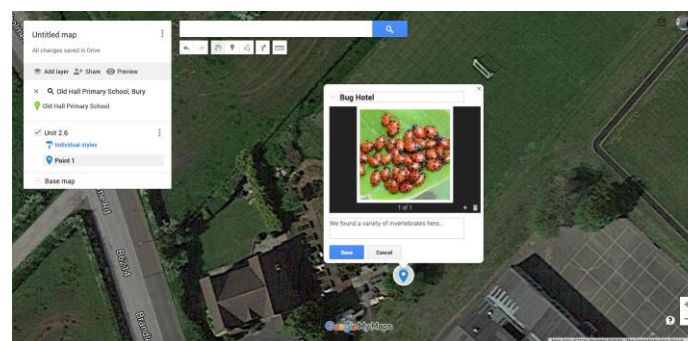 Untitled map
All changes saved in Drive
Add layer Share Preview
Old Hall Primary School, Bury
Old Hall Primary School
Unit 2.6
Individual styles
Point 1
Base map
Bug Hotel
1 of 1
We found a variety of invertebrates here..
Save Cancel
B6214
Google My Maps